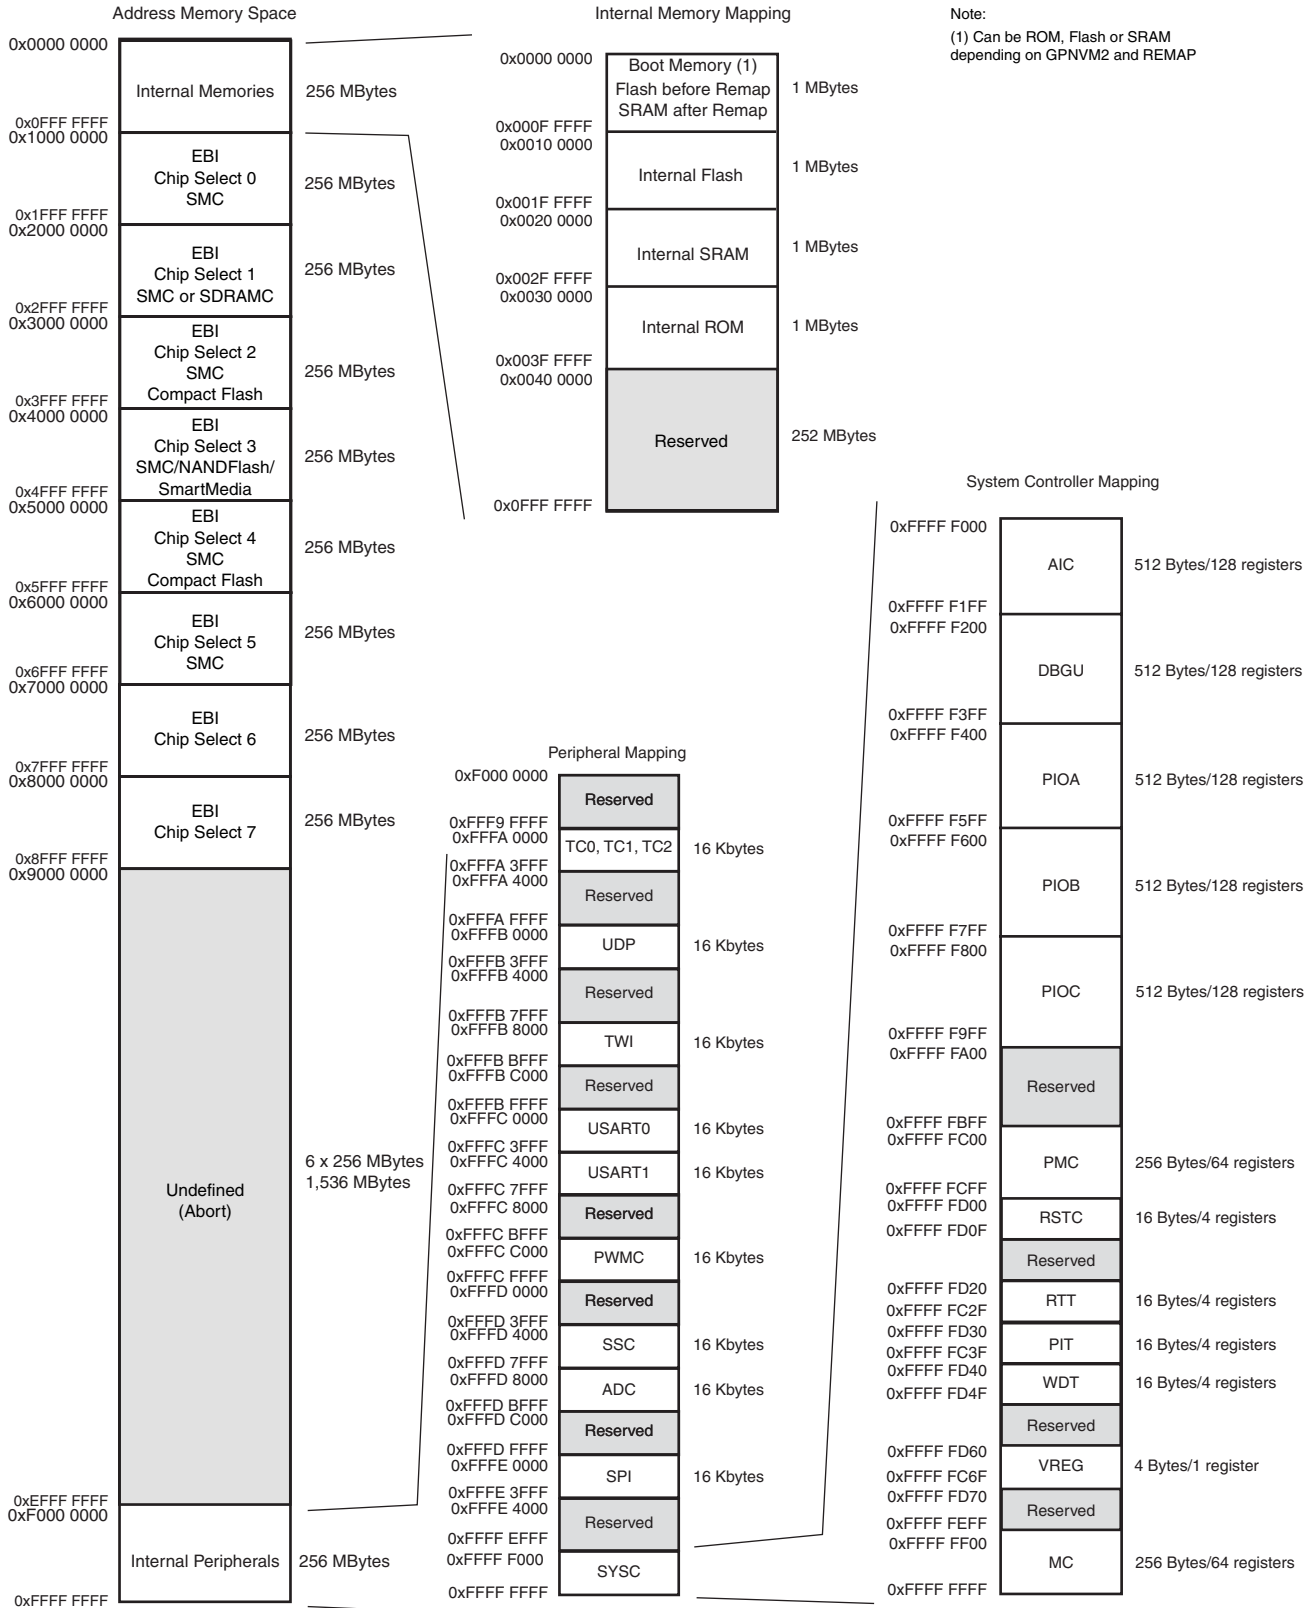 Address Memory Space
0x0000 0000
Internal Memories
256 MBytes
0x0FFF FFFF
0x1000 0000
EBI
Chip Select 0
SMC
256 MBytes
0x1FFF FFFF
0x2000 0000
EBI
Chip Select 1
SMC or SDRAMC
256 MBytes
0x2FFF FFFF
0x3000 0000
EBI
Chip Select 2
SMC
Compact Flash
256 MBytes
0x3FFF FFFF
0x4000 0000
EBI
Chip Select 3
SMC/NANDFlash/
SmartMedia
256 MBytes
0x4FFF FFFF
0x5000 0000
EBI
Chip Select 4
SMC
Compact Flash
256 MBytes
0x5FFF FFFF
0x6000 0000
EBI
Chip Select 5
SMC
256 MBytes
0x6FFF FFFF
0x7000 0000
EBI
Chip Select 6
256 MBytes
0x7FFF FFFF
0x8000 0000
EBI
Chip Select 7
256 MBytes
0x8FFF FFFF
0x9000 0000
Undefined
(Abort)
6 x 256 MBytes
1,536 MBytes
0xEFFF FFFF
0xF000 0000
Internal Peripherals
256 MBytes
0xFFFF FFFF
Internal Memory Mapping
0x0000 0000
Boot Memory (1)
Flash before Remap
SRAM after Remap
1 MBytes
0x000F FFFF
0x0010 0000
Internal Flash
1 MBytes
0x001F FFFF
0x0020 0000
Internal SRAM
1 MBytes
0x002F FFFF
0x0030 0000
Internal ROM
1 MBytes
0x003F FFFF
0x0040 0000
Reserved
252 MBytes
0x0FFF FFFF
Note:
(1) Can be ROM, Flash or SRAM
depending on GPNVM2 and REMAP
Peripheral Mapping
0xF000 0000
Reserved
0xFFF9 FFFF
0xFFFA 0000
TC0, TC1, TC2
16 Kbytes
0xFFFA 3FFF
0xFFFA 4000
Reserved
0xFFFA FFFF
0xFFFB 0000
UDP
16 Kbytes
0xFFFB 3FFF
0xFFFB 4000
Reserved
0xFFFB 7FFF
0xFFFB 8000
TWI
16 Kbytes
0xFFFB BFFF
0xFFFB C000
Reserved
0xFFFB FFFF
0xFFFC 0000
USART0
16 Kbytes
0xFFFC 3FFF
0xFFFC 4000
USART1
16 Kbytes
0xFFFC 7FFF
0xFFFC 8000
Reserved
0xFFFC BFFF
0xFFFC C000
PWMC
16 Kbytes
0xFFFC FFFF
0xFFFD 0000
Reserved
0xFFFD 3FFF
0xFFFD 4000
SSC
16 Kbytes
0xFFFD 7FFF
0xFFFD 8000
ADC
16 Kbytes
0xFFFD BFFF
0xFFFD C000
Reserved
0xFFFD FFFF
0xFFFE 0000
SPI
16 Kbytes
0xFFFE 3FFF
0xFFFE 4000
Reserved
0xFFFF EFFF
0xFFFF F000
SYSC
0xFFFF FFFF
System Controller Mapping
0xFFFF F000
AIC
512 Bytes/128 registers
0xFFFF F1FF
0xFFFF F200
DBGU
512 Bytes/128 registers
0xFFFF F3FF
0xFFFF F400
PIOA
512 Bytes/128 registers
0xFFFF F5FF
0xFFFF F600
PIOB
512 Bytes/128 registers
0xFFFF F7FF
0xFFFF F800
PIOC
512 Bytes/128 registers
0xFFFF F9FF
0xFFFF FA00
Reserved
0xFFFF FBFF
0xFFFF FC00
PMC
256 Bytes/64 registers
0xFFFF FCFF
0xFFFF FD00
RSTC
16 Bytes/4 registers
0xFFFF FD0F
Reserved
0xFFFF FD20
RTT
16 Bytes/4 registers
0xFFFF FC2F
0xFFFF FD30
PIT
16 Bytes/4 registers
0xFFFF FC3F
0xFFFF FD40
WDT
16 Bytes/4 registers
0xFFFF FD4F
Reserved
0xFFFF FD60
VREG
4 Bytes/1 register
0xFFFF FC6F
0xFFFF FD70
Reserved
0xFFFF FEFF
0xFFFF FF00
MC
256 Bytes/64 registers
0xFFFF FFFF